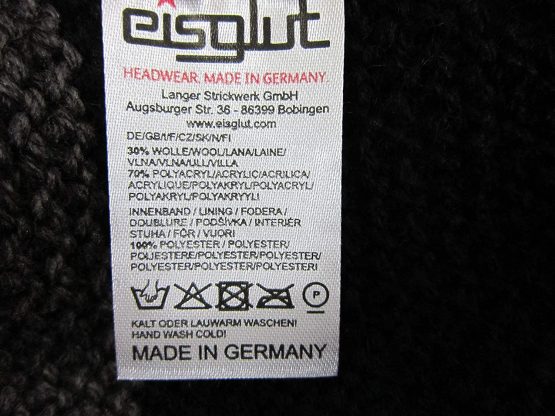 eisglut
HEADWEAR. MADE IN GERMANY.
Langer Strickwerk GmbH
Augsburger Str. 36 - 86399 Bobingen
www.eisglut.com
DE/GB/I/F/CZ/SK/N/FI
30% WOLLE/WOOL/LANA/LAINE/
VLNA/VLNA/ULL/VILLA
70% POLYACRYL/ACRYLIC/ACRILICA/
ACRYLIQUE/POLYAKRYL/POLYACRYL/
POLYAKRYL/POLYAKRYYLI
INNENBAND / LINING / FODERA /
DOUBLURE / PODŠÍVKA / INTERIÉR
STUHA / FÔR / VUORI
100% POLYESTER / POLYESTER/
POLIESTERE/POLYESTER/POLYESTER/
POLYESTER/POLYESTER/POLYESTERI
P
KALT ODER LAUWARM WASCHEN!
HAND WASH COLD!
MADE IN GERMANY